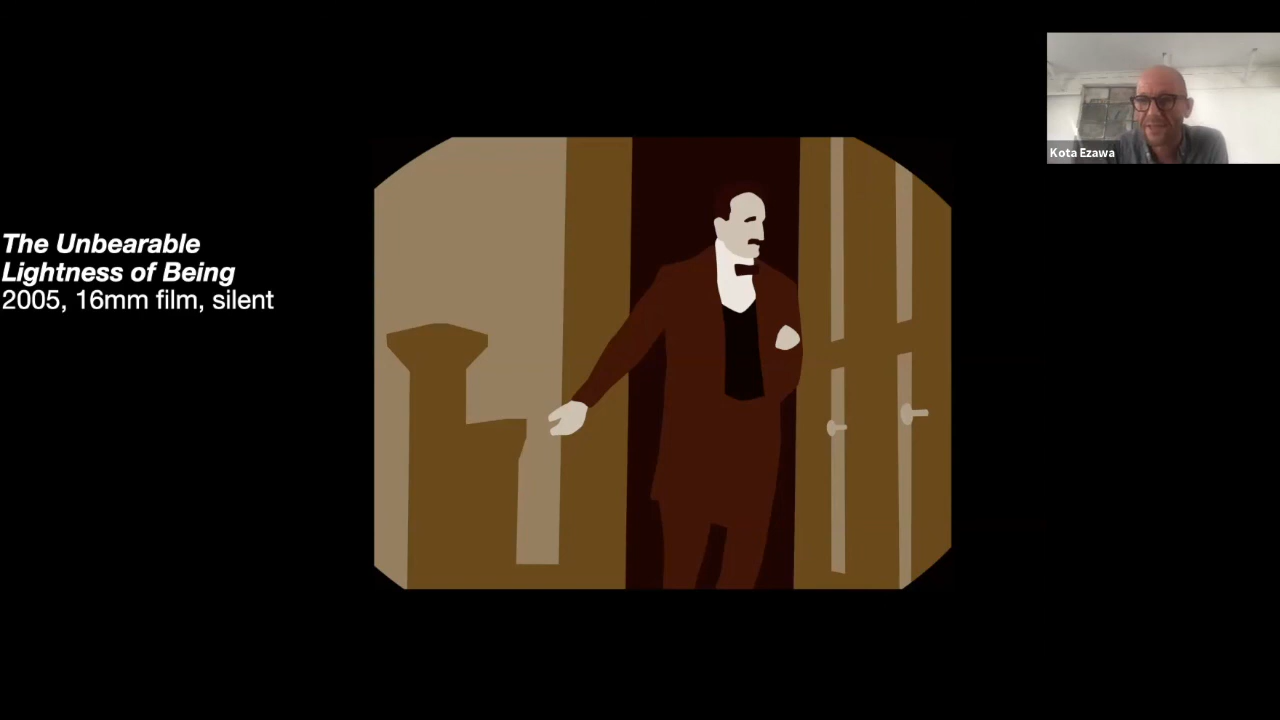 The Unbearable
Lightness of Being
2005, 16mm film, silent
Kota Ezawa